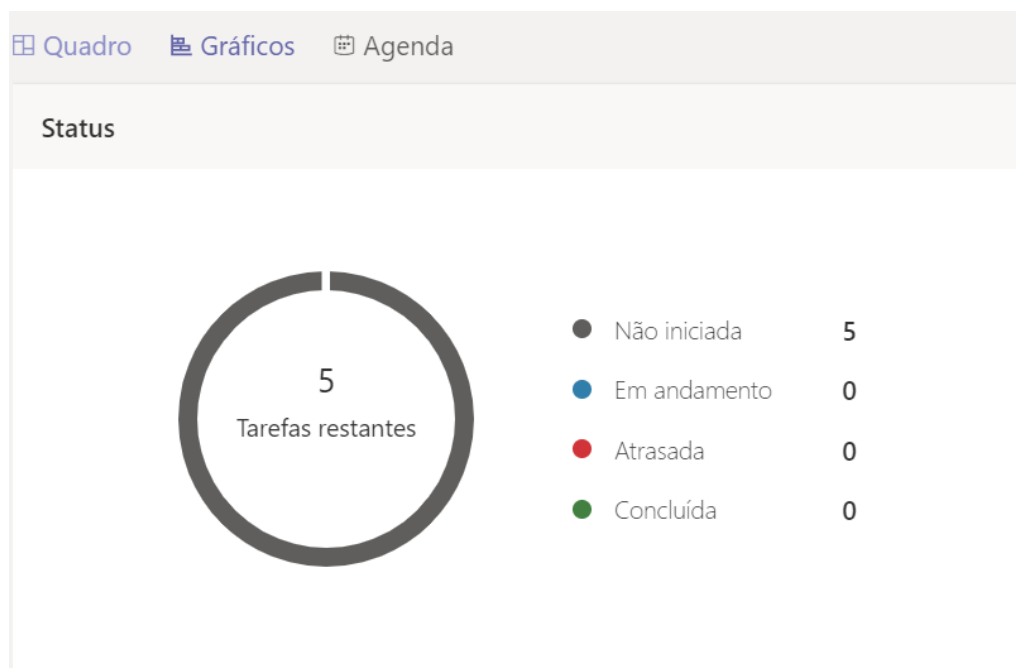 Quadro Gráficos Agenda
Status
5
Tarefas restantes
Não iniciada 5
Em andamento 0
Atrasada 0
Concluída 0